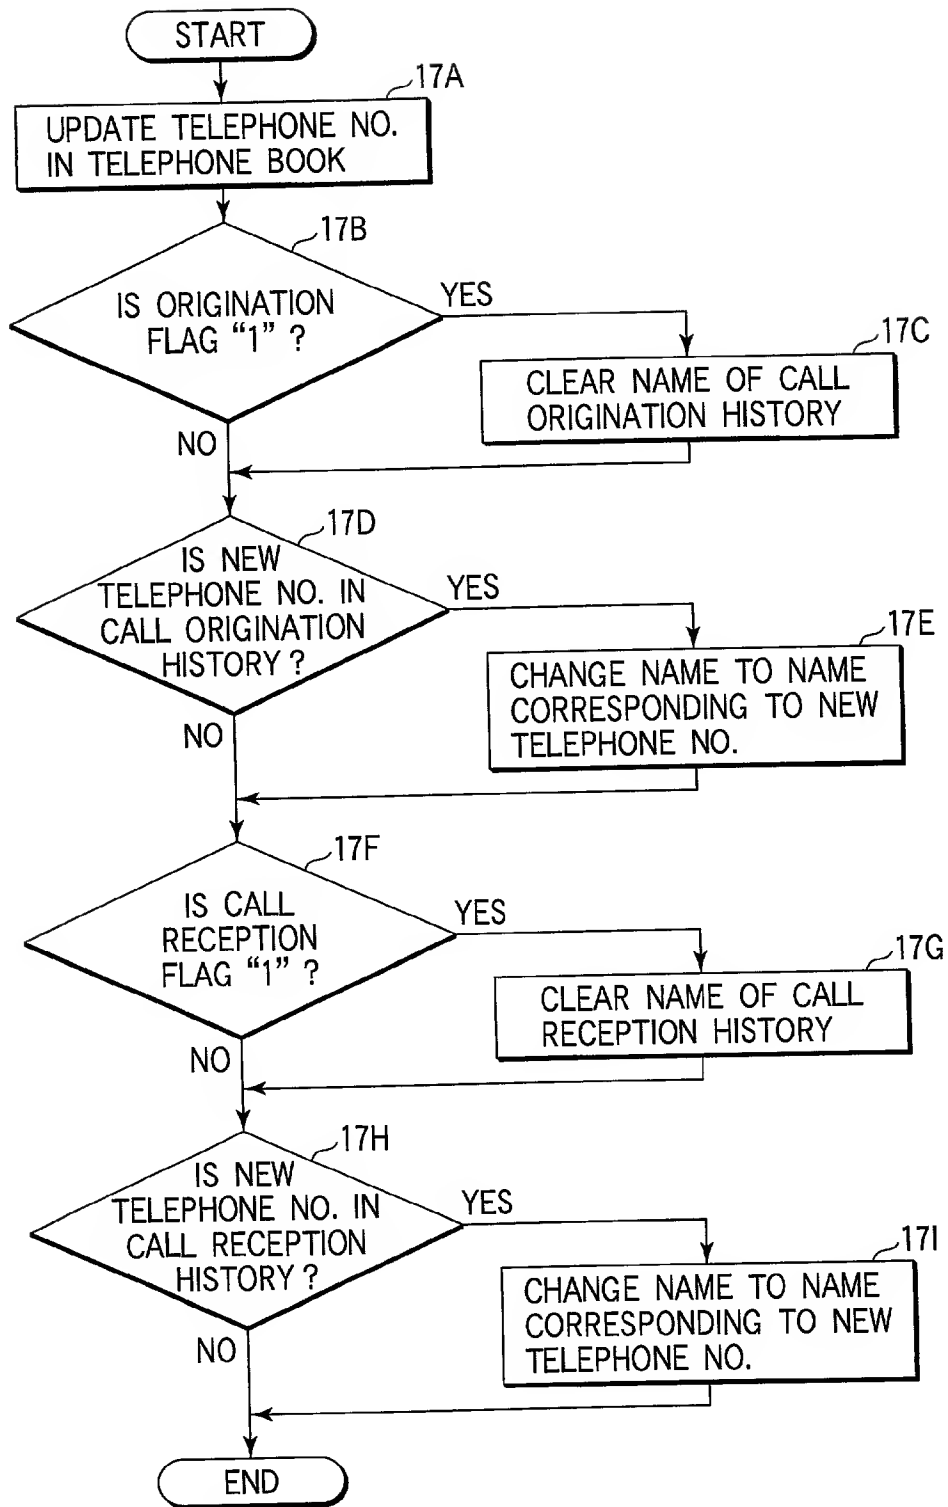 START
17A
UPDATE TELEPHONE NO.
IN TELEPHONE BOOK
17B
IS ORIGINATION
FLAG “1” ?
YES
17C
CLEAR NAME OF CALL
ORIGINATION HISTORY
NO
17D
IS NEW
TELEPHONE NO. IN
CALL ORIGINATION
HISTORY ?
YES
17E
CHANGE NAME TO NAME
CORRESPONDING TO NEW
TELEPHONE NO.
NO
17F
IS CALL
RECEPTION
FLAG “1” ?
YES
17G
CLEAR NAME OF CALL
RECEPTION HISTORY
NO
17H
IS NEW
TELEPHONE NO. IN
CALL RECEPTION
HISTORY ?
YES
17I
CHANGE NAME TO NAME
CORRESPONDING TO NEW
TELEPHONE NO.
NO
END